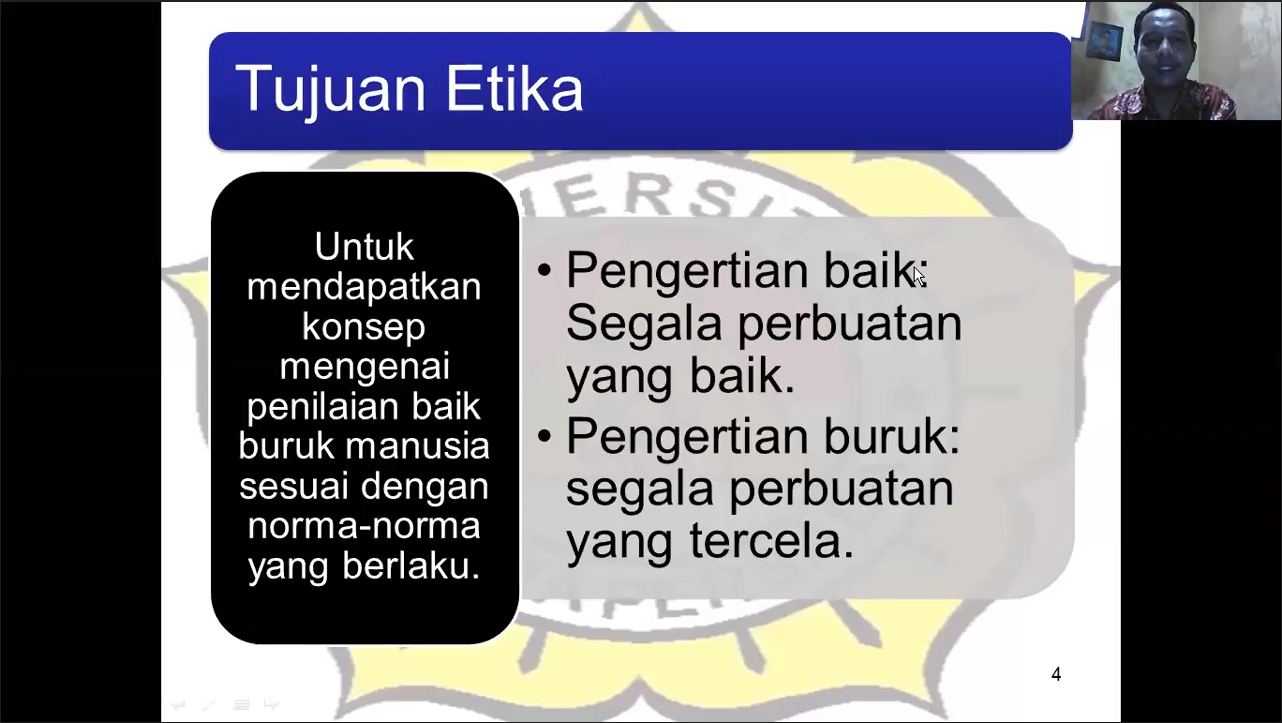 Tujuan Etika
Untuk
mendapatkan
konsep
mengenai
penilaian baik
buruk manusia
sesuai dengan
norma-norma
yang berlaku.
• Pengertian baik:
Segala perbuatan
yang baik.
• Pengertian buruk:
segala perbuatan
yang tercela.
4